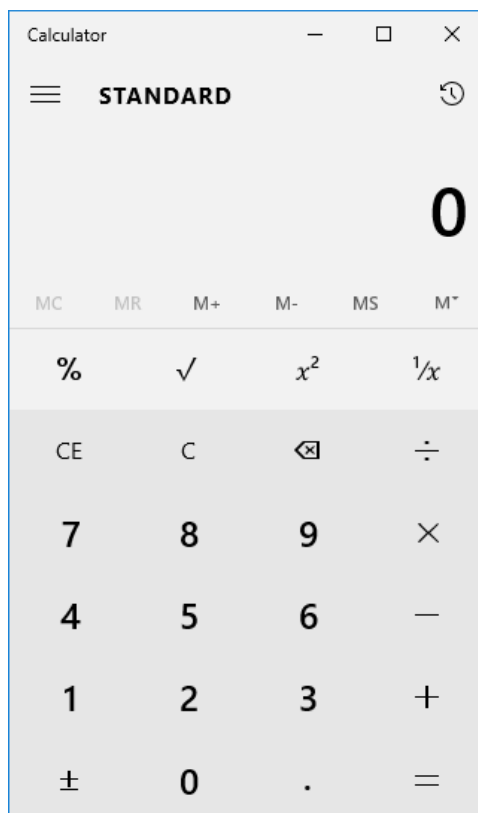 Calculator
STANDARD
0
MC MR M+ M- MS M˅
% √ x² ¹/x
CE C ÷
7 8 9 ×
4 5 6 −
1 2 3 +
± 0 . =